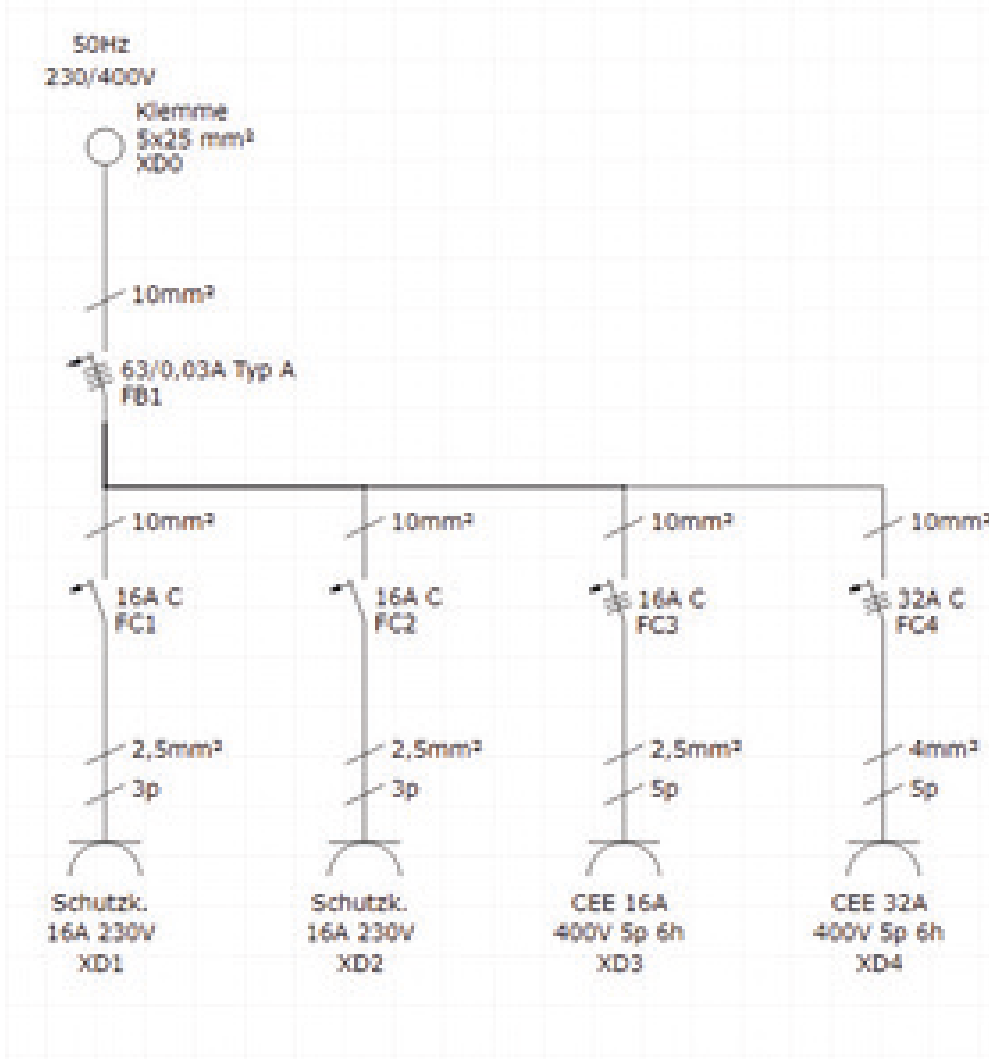 50Hz
230/400V
Klemme
5x25 mm²
XD0
10mm²
63/0,03A Typ A
FB1
10mm²
10mm²
10mm²
10mm²
16A C
FC1
16A C
FC2
16A C
FC3
32A C
FC4
2,5mm²
2,5mm²
2,5mm²
4mm²
3p
3p
5p
5p
Schutzk.
16A 230V
XD1
Schutzk.
16A 230V
XD2
CEE 16A
400V 5p 6h
XD3
CEE 32A
400V 5p 6h
XD4